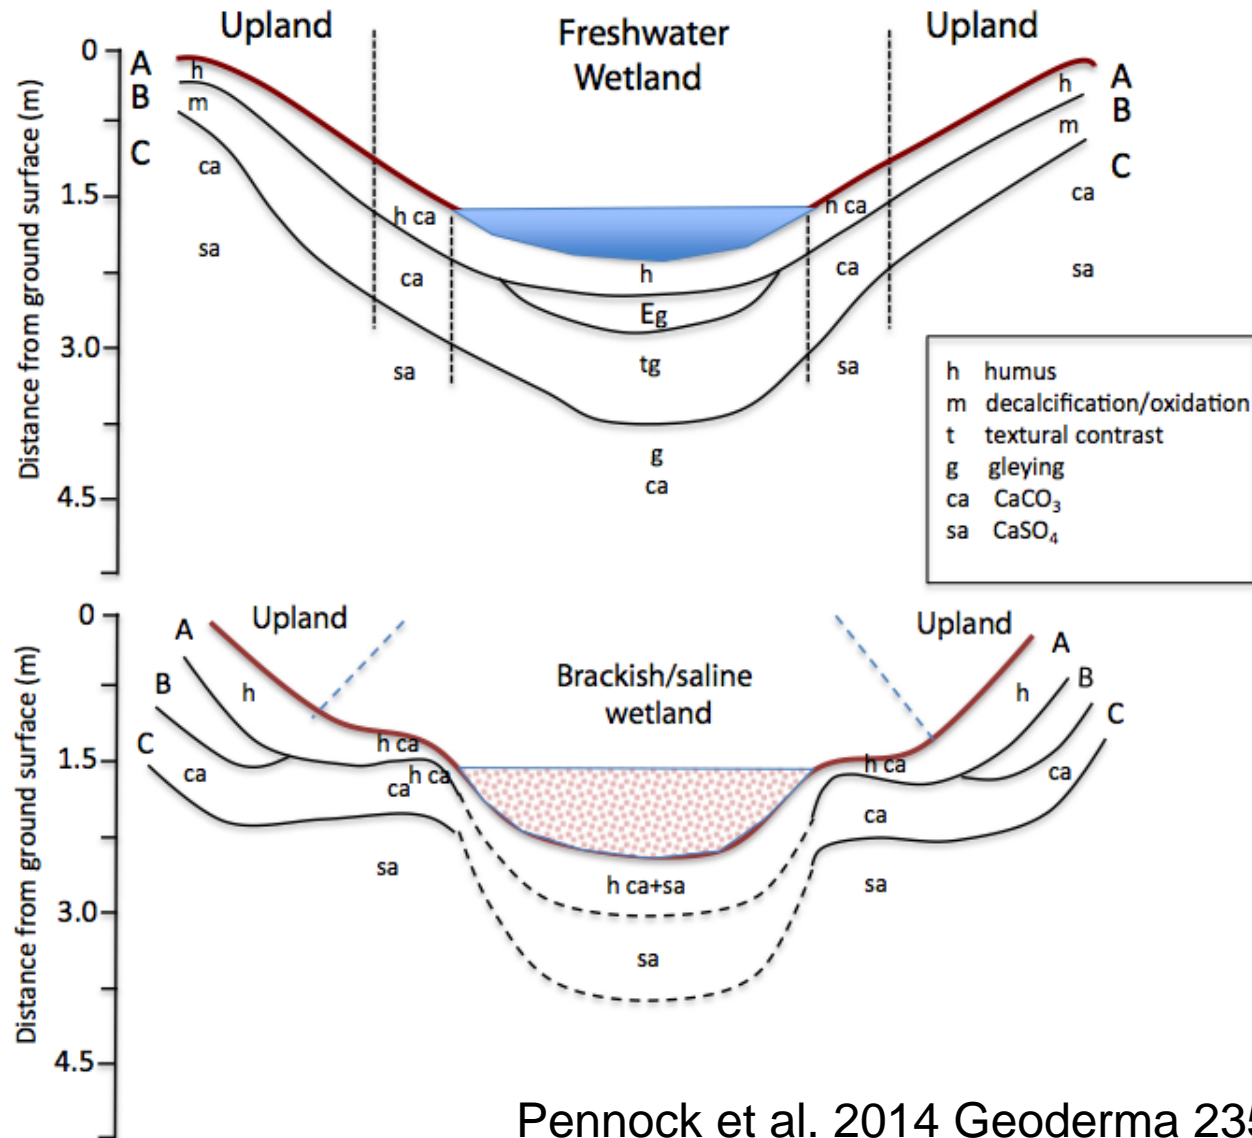 Upland
Freshwater
Wetland
Upland
Distance from ground surface (m)
0
1.5
3.0
4.5
A
B
C
h
m
ca
sa
h ca
ca
sa
h
Eg
tg
g
ca
h ca
ca
sa
h
m
ca
sa
A
B
C
h humus
m decalcification/oxidation
t textural contrast
g gleying
ca CaCO₃
sa CaSO₄
Upland
Brackish/saline
wetland
Upland
Distance from ground surface (m)
0
1.5
3.0
4.5
A
B
C
h
ca
h ca
h ca
ca
sa
h ca+sa
sa
h ca
ca
sa
h
ca
A
B
C
Pennock et al. 2014 Geoderma 235